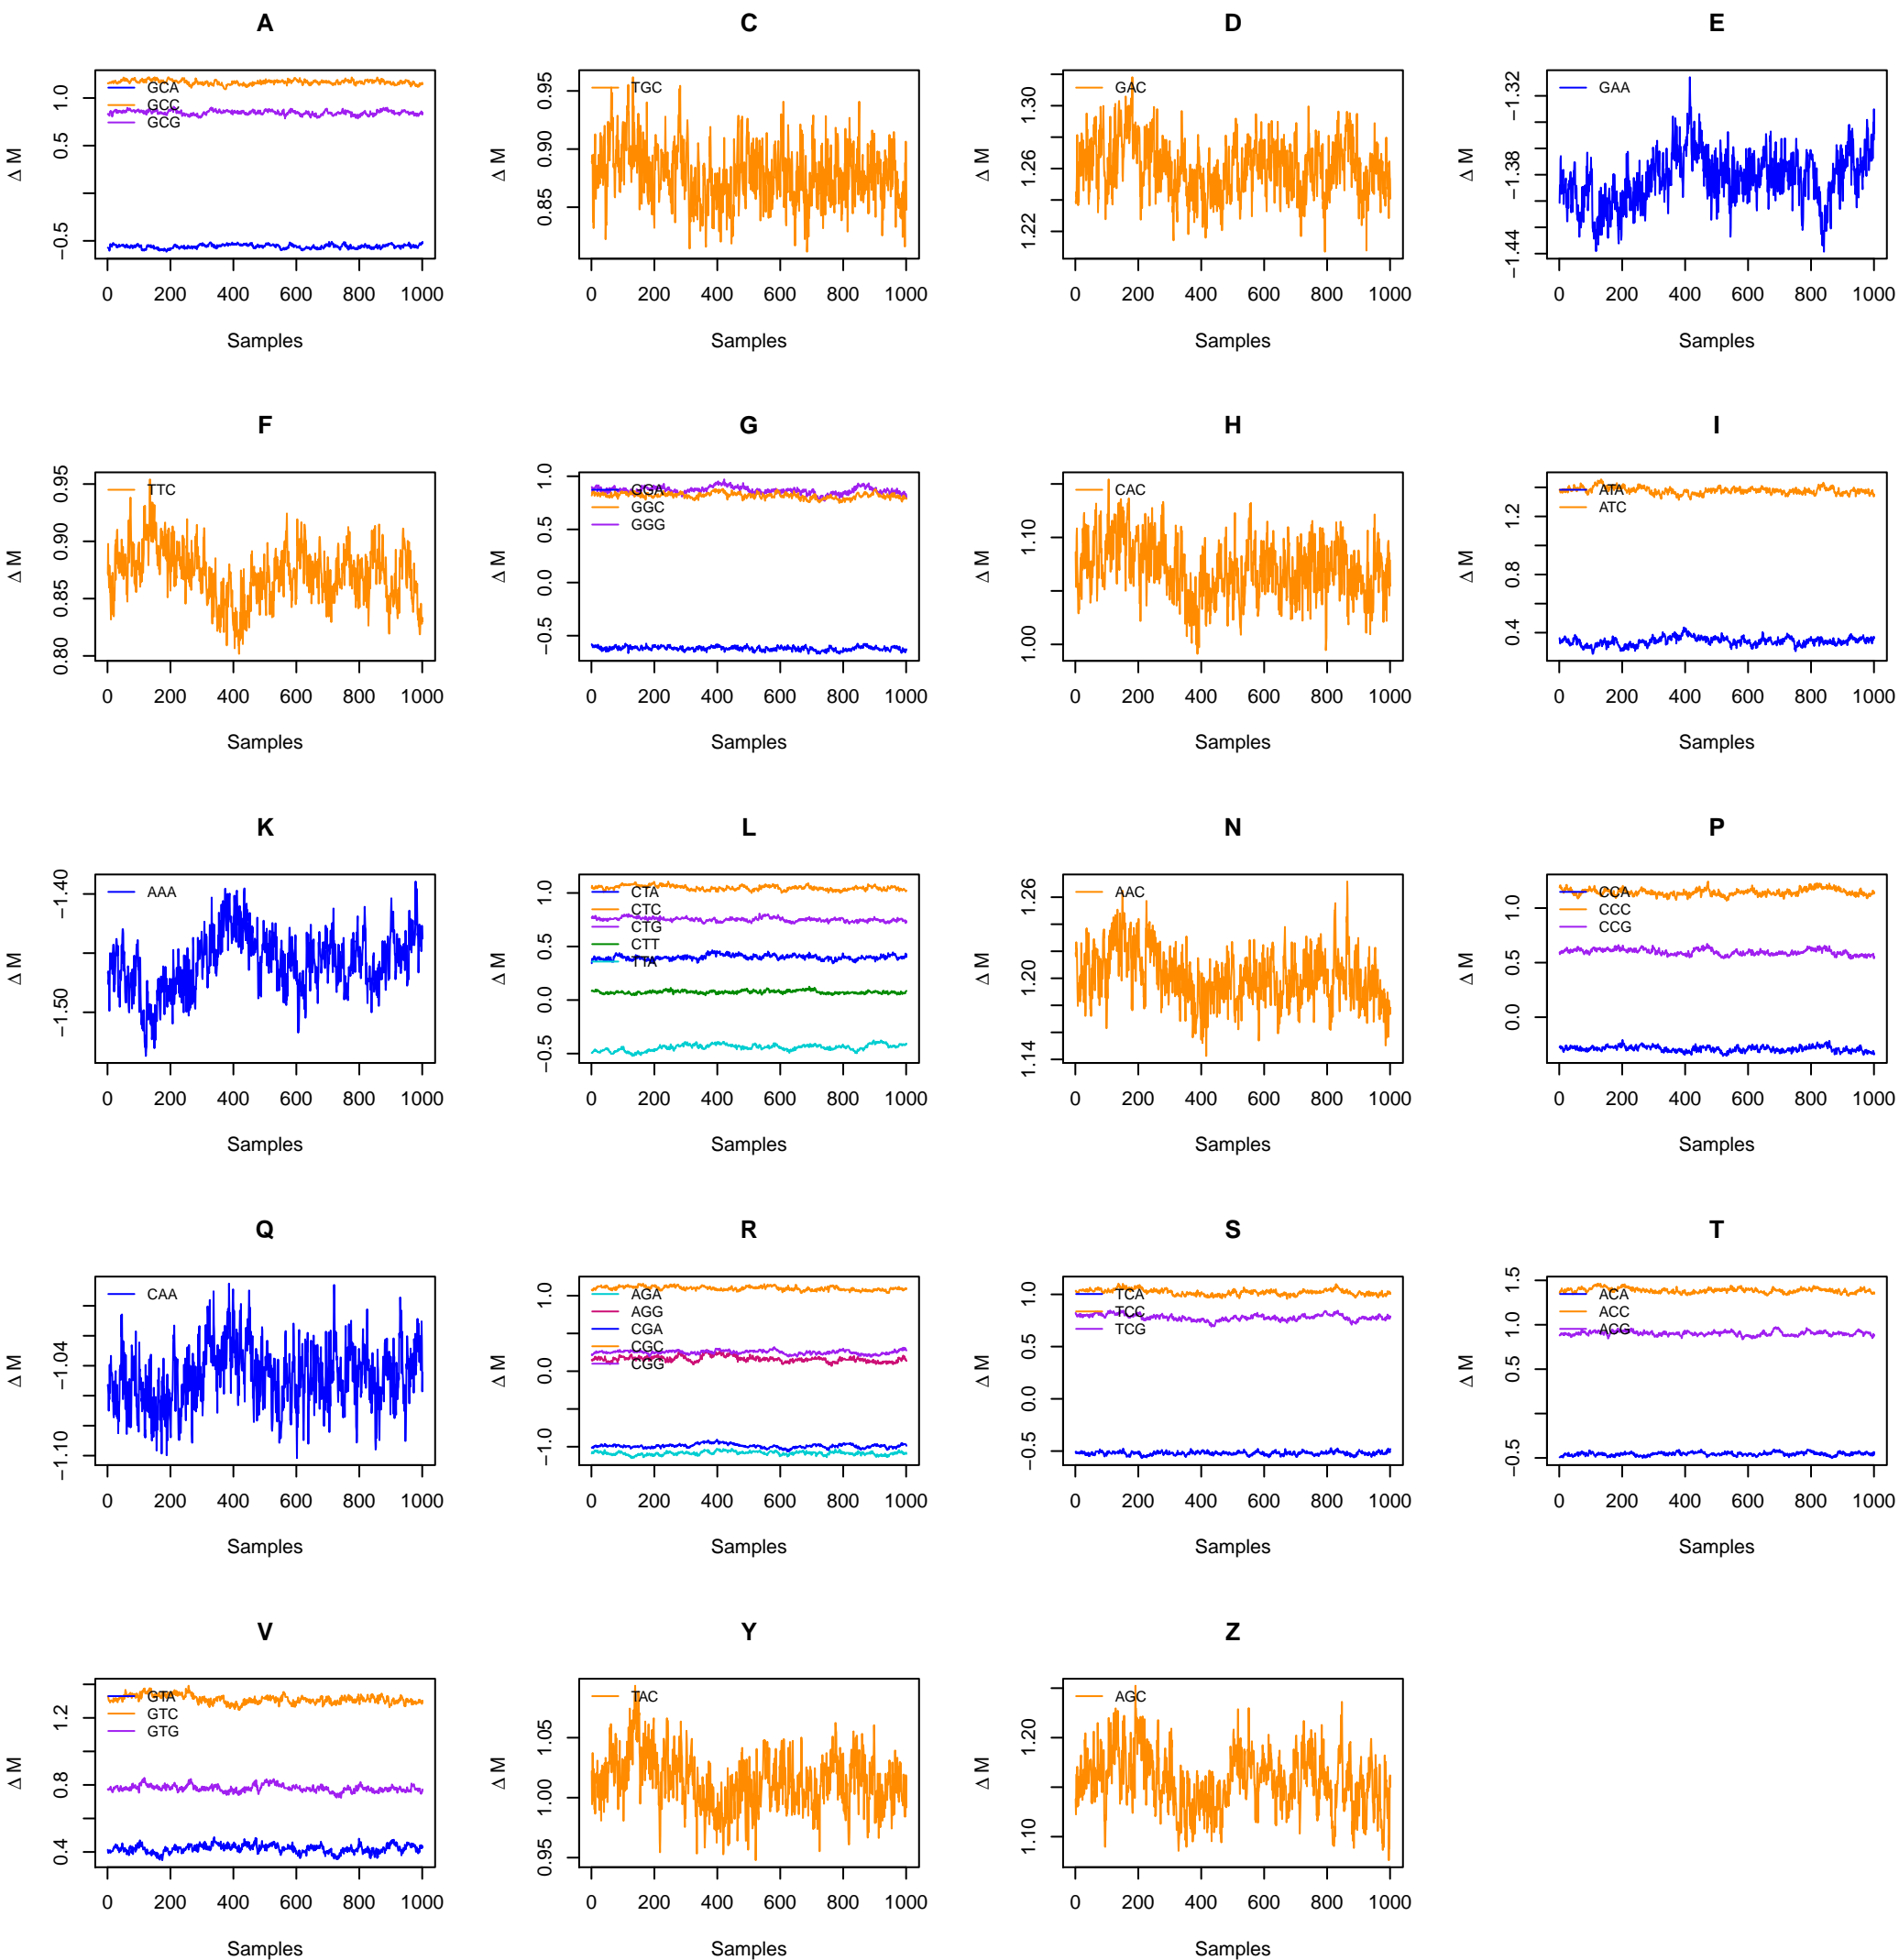 A
Δ M
1.0
0.5
−0.5
GCA
GCC
GCG
0 200 400 600 800 1000
Samples
C
Δ M
0.95
0.90
0.85
TGC
0 200 400 600 800 1000
Samples
D
Δ M
1.30
1.26
1.22
GAC
0 200 400 600 800 1000
Samples
E
Δ M
−1.32
−1.38
−1.44
GAA
0 200 400 600 800 1000
Samples
F
Δ M
0.95
0.90
0.85
0.80
TTC
0 200 400 600 800 1000
Samples
G
Δ M
1.0
0.5
0.0
−0.5
GGA
GGC
GGG
0 200 400 600 800 1000
Samples
H
Δ M
1.10
1.00
CAC
0 200 400 600 800 1000
Samples
I
Δ M
1.2
0.8
0.4
ATA
ATC
0 200 400 600 800 1000
Samples
K
Δ M
−1.40
−1.50
AAA
0 200 400 600 800 1000
Samples
L
Δ M
1.0
0.5
0.0
−0.5
CTA
CTC
CTG
CTT
TTA
0 200 400 600 800 1000
Samples
N
Δ M
1.26
1.20
1.14
AAC
0 200 400 600 800 1000
Samples
P
Δ M
1.0
0.5
0.0
CCA
CCC
CCG
0 200 400 600 800 1000
Samples
Q
Δ M
−1.04
−1.10
CAA
0 200 400 600 800 1000
Samples
R
Δ M
1.0
0.0
−1.0
AGA
AGG
CGA
CGC
CGG
0 200 400 600 800 1000
Samples
S
Δ M
1.0
0.5
0.0
−0.5
TCA
TCC
TCG
0 200 400 600 800 1000
Samples
T
Δ M
1.5
1.0
0.5
−0.5
ACA
ACC
ACG
0 200 400 600 800 1000
Samples
V
Δ M
1.2
0.8
0.4
GTA
GTC
GTG
0 200 400 600 800 1000
Samples
Y
Δ M
1.05
1.00
0.95
TAC
0 200 400 600 800 1000
Samples
Z
Δ M
1.20
1.10
AGC
0 200 400 600 800 1000
Samples